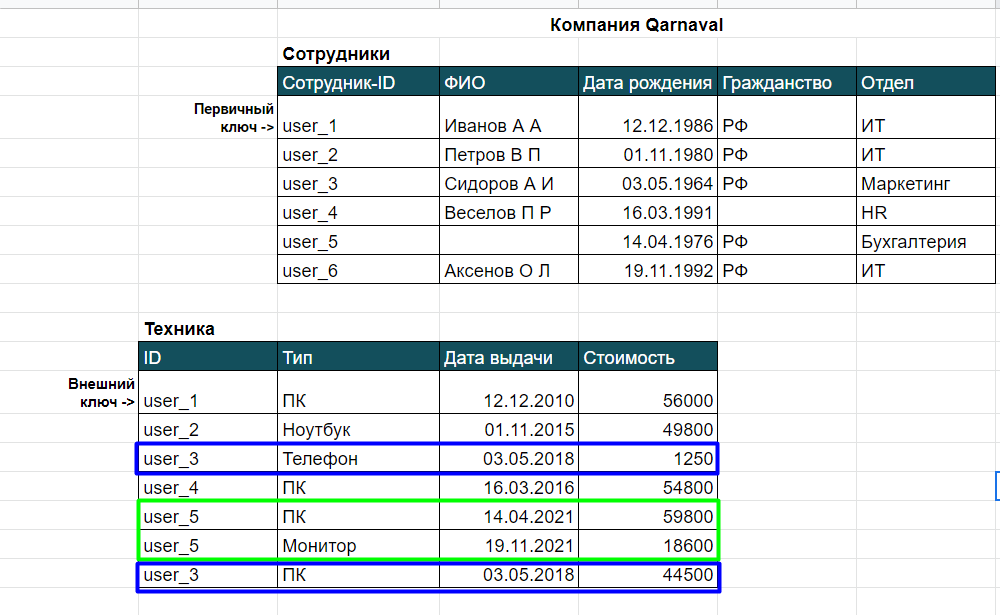 Компания Qarnaval
Сотрудники
Сотрудник-ID ФИО Дата рождения Гражданство Отдел
Первичный
ключ -> user_1 Иванов А А 12.12.1986 РФ ИТ
user_2 Петров В П 01.11.1980 РФ ИТ
user_3 Сидоров А И 03.05.1964 РФ Маркетинг
user_4 Веселов П Р 16.03.1991 HR
user_5 14.04.1976 РФ Бухгалтерия
user_6 Аксенов О Л 19.11.1992 РФ ИТ
Техника
ID Тип Дата выдачи Стоимость
Внешний
ключ -> user_1 ПК 12.12.2010 56000
user_2 Ноутбук 01.11.2015 49800
user_3 Телефон 03.05.2018 1250
user_4 ПК 16.03.2016 54800
user_5 ПК 14.04.2021 59800
user_5 Монитор 19.11.2021 18600
user_3 ПК 03.05.2018 44500